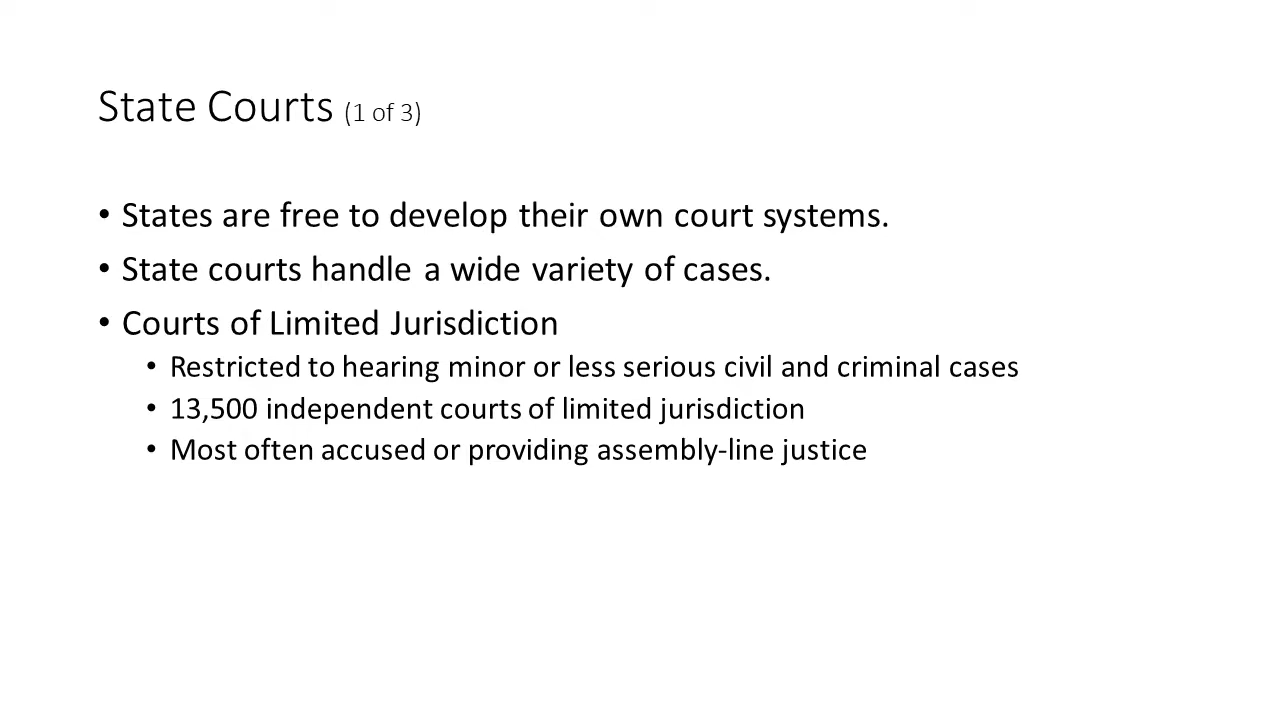 State Courts (1 of 3)
• States are free to develop their own court systems.
• State courts handle a wide variety of cases.
• Courts of Limited Jurisdiction
• Restricted to hearing minor or less serious civil and criminal cases
• 13,500 independent courts of limited jurisdiction
• Most often accused or providing assembly-line justice